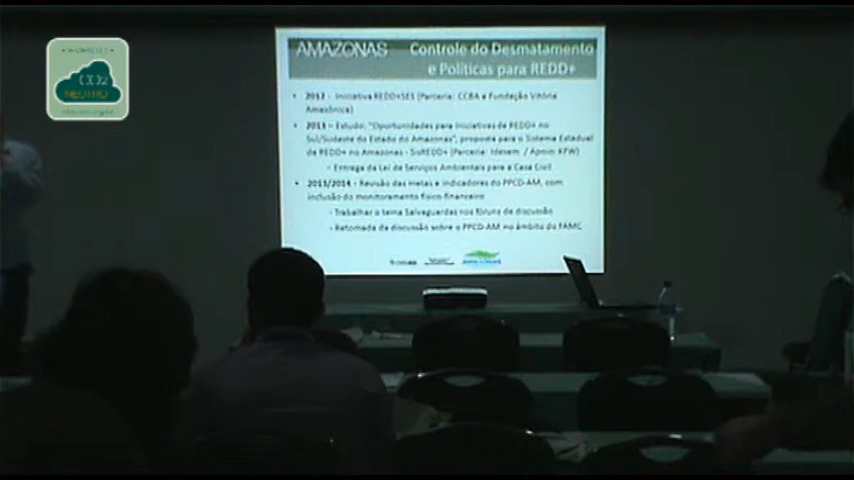 CO2
NEUTRO
AMAZONAS
Controle do Desmatamento
e Políticas para REDD+
• 2012 - Iniciativa REDD+SES (Parceria: CCBA e Fundação Vitória
Amazônica)
• 2013 – Estudo: "Oportunidades para Iniciativas de REDD+ no
Sul/Sudeste do Estado do Amazonas", proposta para o Sistema Estadual
de REDD+ no Amazonas - SisREDD+ (Parceria: Idesam / Apoio: KFW)
– Entrega da Lei de Serviços Ambientais para a Casa Civil
• 2013/2014 - Revisão das metas e indicadores do PPCD-AM, com
inclusão do monitoramento físico-financeiro
- Trabalhar o tema Salvaguardas nos fóruns de discussão
- Retomada da discussão sobre o PPCD-AM no âmbito do FAMC
AMAZONAS